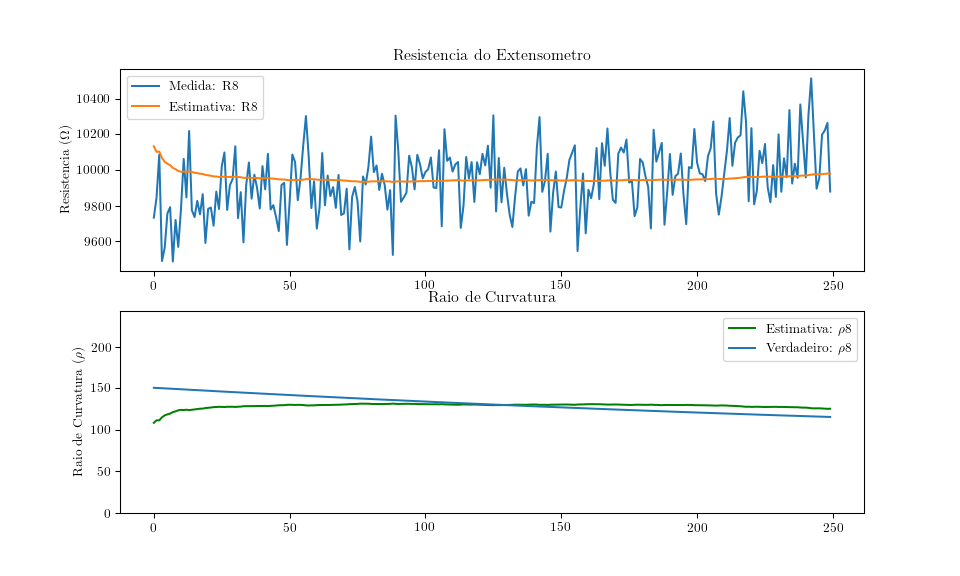 Resistencia do Extensometro
Resistencia (Ω)
10400
10200
10000
9800
9600
Medida: R8
Estimativa: R8
0 50 100 150 200 250
Raio de Curvatura
Raio de Curvatura (ρ)
200
150
100
50
0
Estimativa: ρ8
Verdadeiro: ρ8
0 50 100 150 200 250